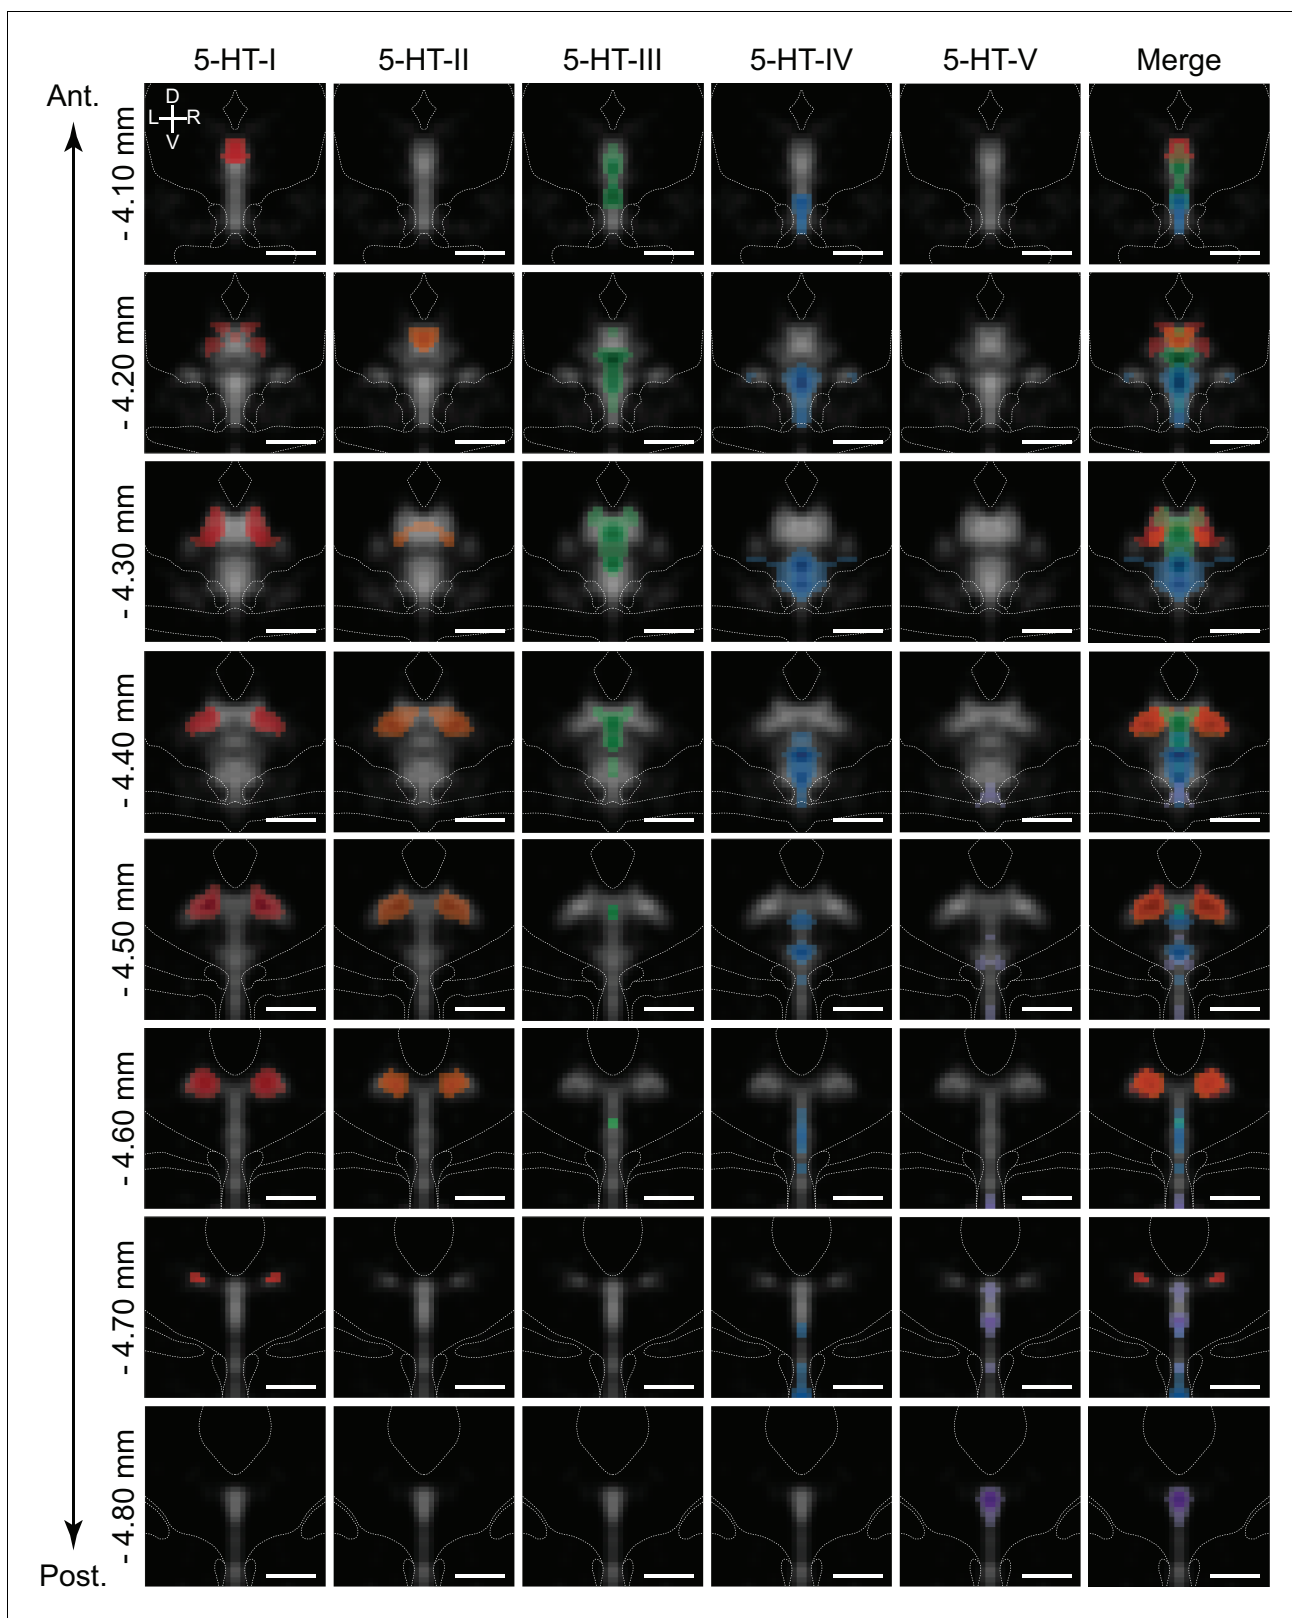 5-HT-I 5-HT-II 5-HT-III 5-HT-IV 5-HT-V Merge
Ant.
D
L R
V
- 4.10 mm
- 4.20 mm
- 4.30 mm
- 4.40 mm
- 4.50 mm
- 4.60 mm
- 4.70 mm
- 4.80 mm
Post.